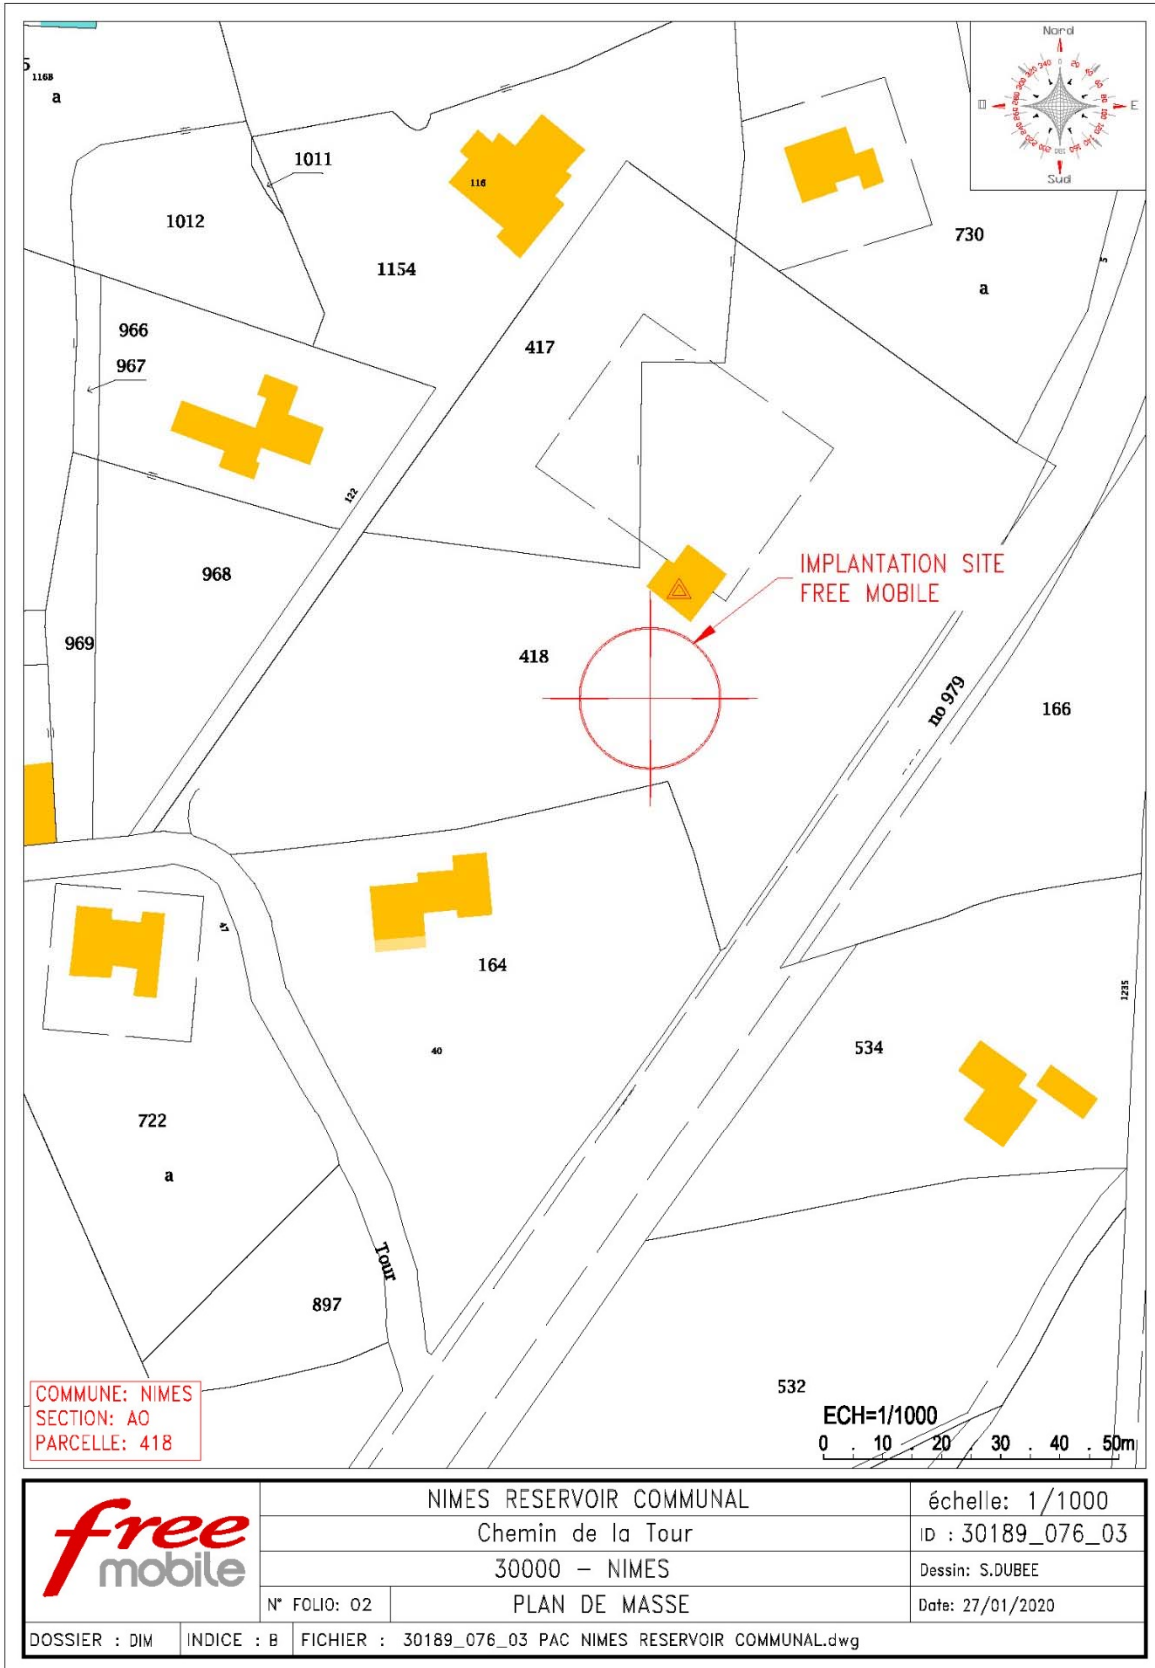 Nord
E
Sud
5
1168
a
1011
1012
116
1154
730
a
5
966
967
417
122
IMPLANTATION SITE
FREE MOBILE
968
969
418
no 979
166
47
164
40
1235
534
722
a
Tour
897
532
COMMUNE: NIMES
SECTION: AO
PARCELLE: 418
ECH=1/1000
0 10 20 30 40 50m
free
mobile
NIMES RESERVOIR COMMUNAL
échelle: 1/1000
Chemin de la Tour
ID : 30189_076_03
30000 – NIMES
Dessin: S.DUBEE
N° FOLIO: 02
PLAN DE MASSE
Date: 27/01/2020
DOSSIER : DIM
INDICE : B
FICHIER : 30189_076_03 PAC NIMES RESERVOIR COMMUNAL.dwg